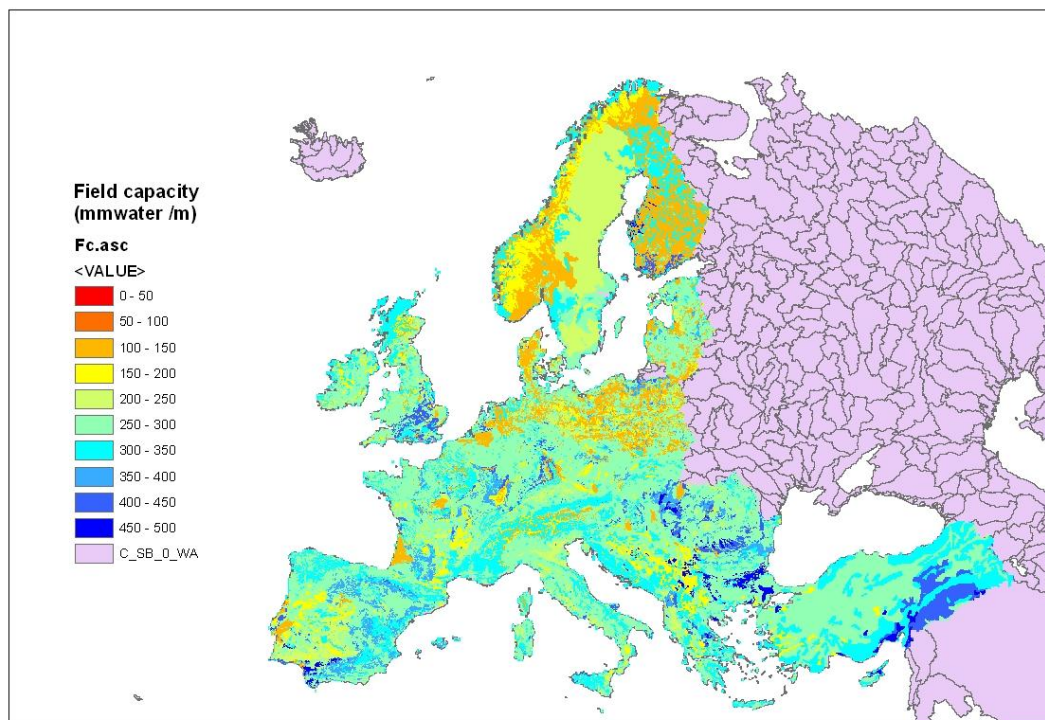 Field capacity
(mmwater /m)
Fc.asc
<VALUE>
0 - 50
50 - 100
100 - 150
150 - 200
200 - 250
250 - 300
300 - 350
350 - 400
400 - 450
450 - 500
C_SB_0_WA